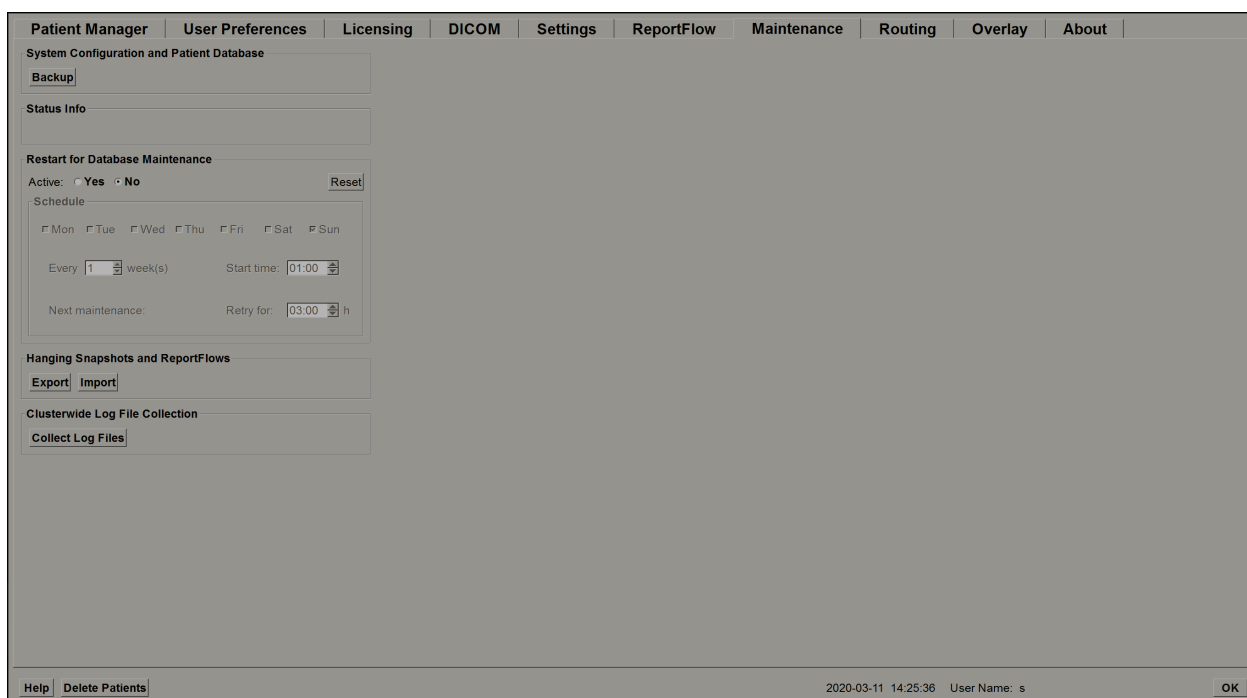 Patient Manager User Preferences Licensing DICOM Settings ReportFlow Maintenance Routing Overlay About
System Configuration and Patient Database
Backup
Status Info
Restart for Database Maintenance
Active: Yes No Reset
Schedule
Mon Tue Wed Thu Fri Sat Sun
Every 1 week(s) Start time: 01:00
Next maintenance: Retry for: 03:00 h
Hanging Snapshots and ReportFlows
Export Import
Clusterwide Log File Collection
Collect Log Files
Help Delete Patients 2020-03-11 14:25:36 User Name: s OK